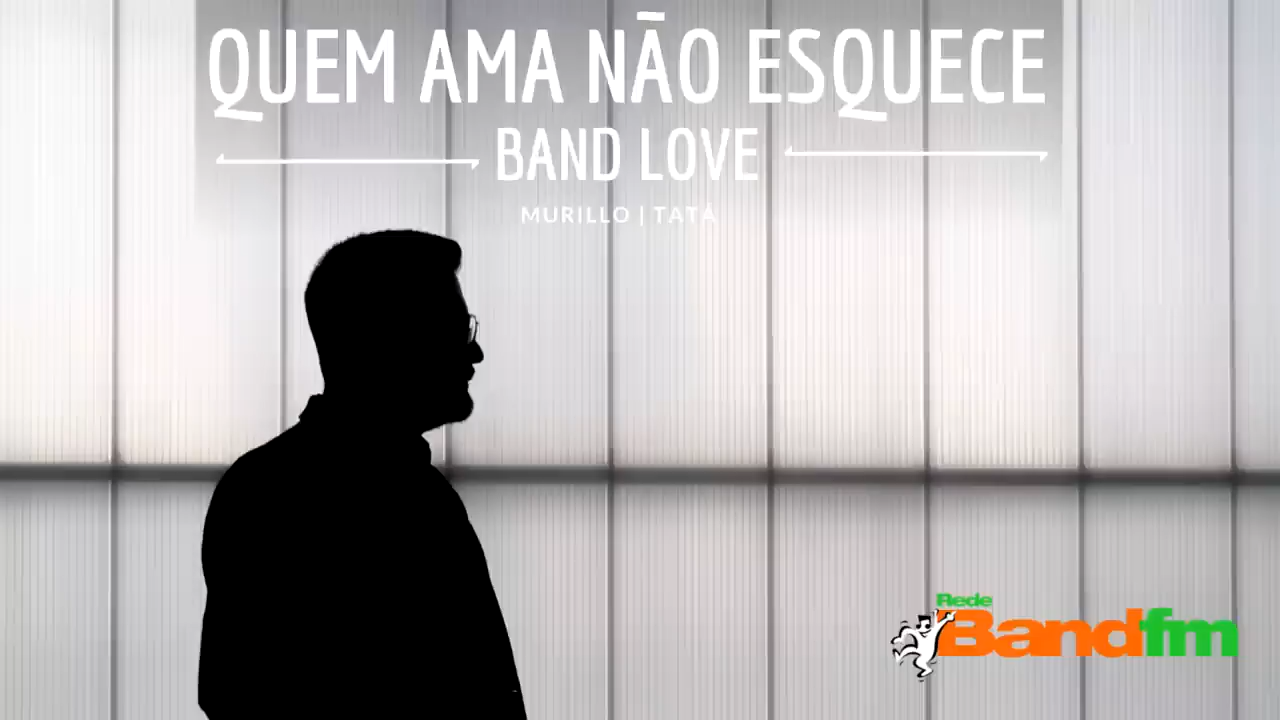 QUEM AMA NÃO ESQUECE
BAND LOVE
MURILLO | TATÁ
Rede
Bandfm